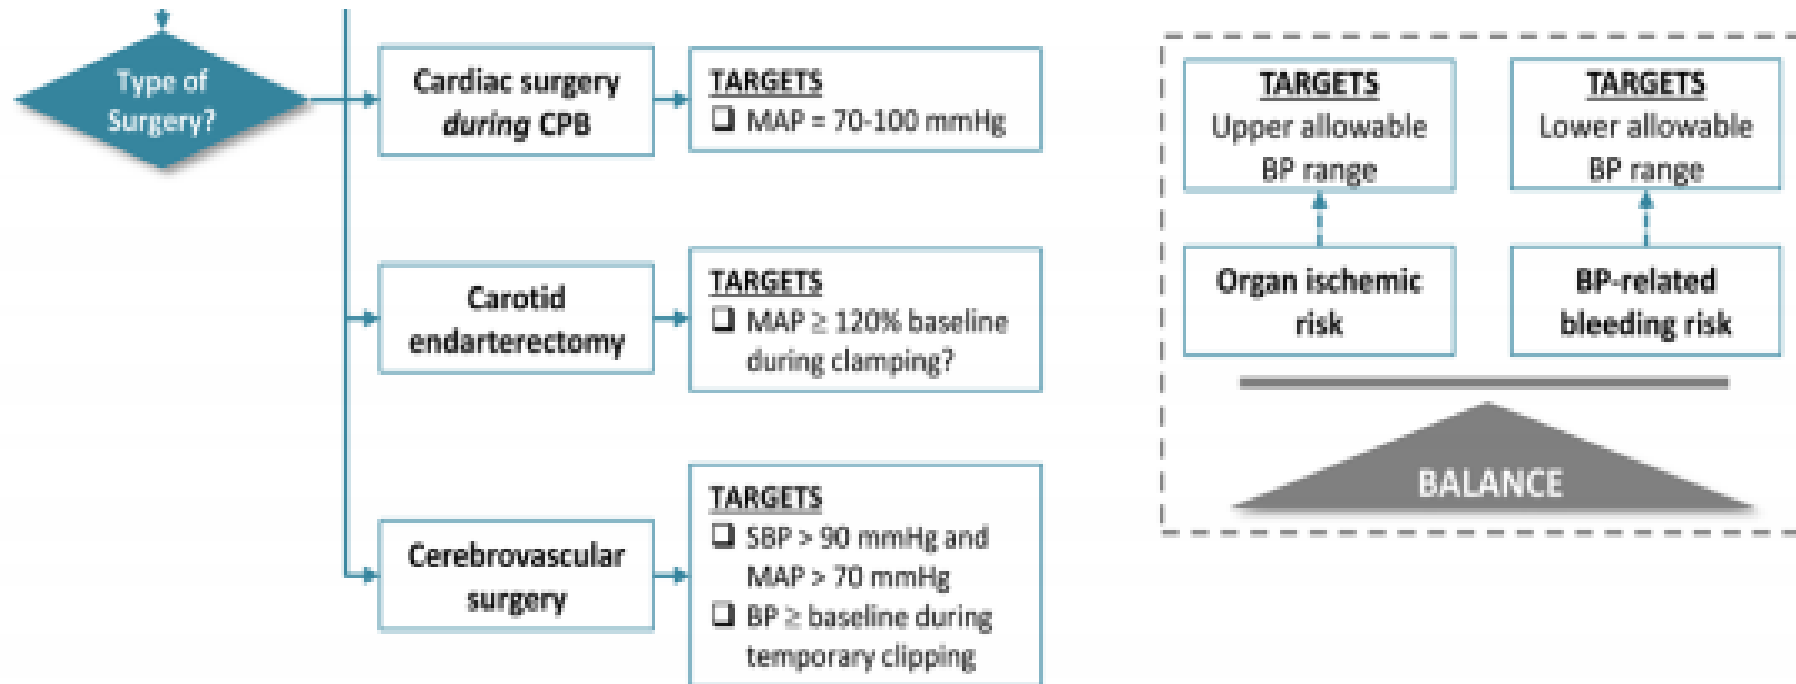 Type of
Surgery?
Cardiac surgery
during CPB
TARGETS
❑ MAP = 70-100 mmHg
Carotid
endarterectomy
TARGETS
❑ MAP ≥ 120% baseline
during clamping?
Cerebrovascular
surgery
TARGETS
❑ SBP > 90 mmHg and
MAP > 70 mmHg
❑ BP ≥ baseline during
temporary clipping
TARGETS
Upper allowable
BP range
TARGETS
Lower allowable
BP range
Organ ischemic
risk
BP-related
bleeding risk
BALANCE